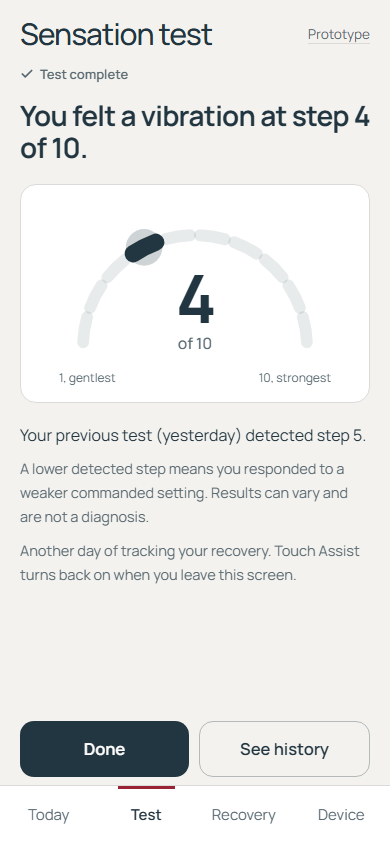 Sensation test
Prototype
Test complete
You felt a vibration at step 4
of 10.
4
of 10
1, gentlest
10, strongest
Your previous test (yesterday) detected step 5.
A lower detected step means you responded to a
weaker commanded setting. Results can vary and
are not a diagnosis.
Another day of tracking your recovery. Touch Assist
turns back on when you leave this screen.
Done
See history
Today
Test
Recovery
Device